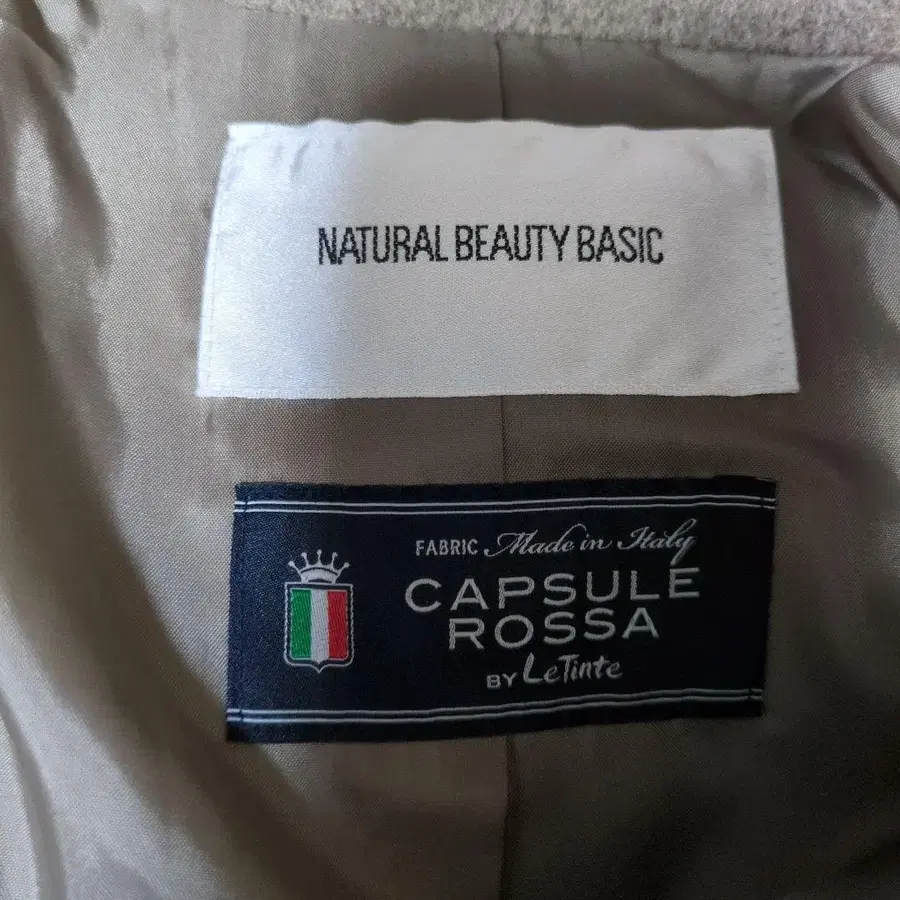 NATURAL BEAUTY BASIC
FABRIC Made in Italy
CAPSULE
ROSSA
BY LeTinte